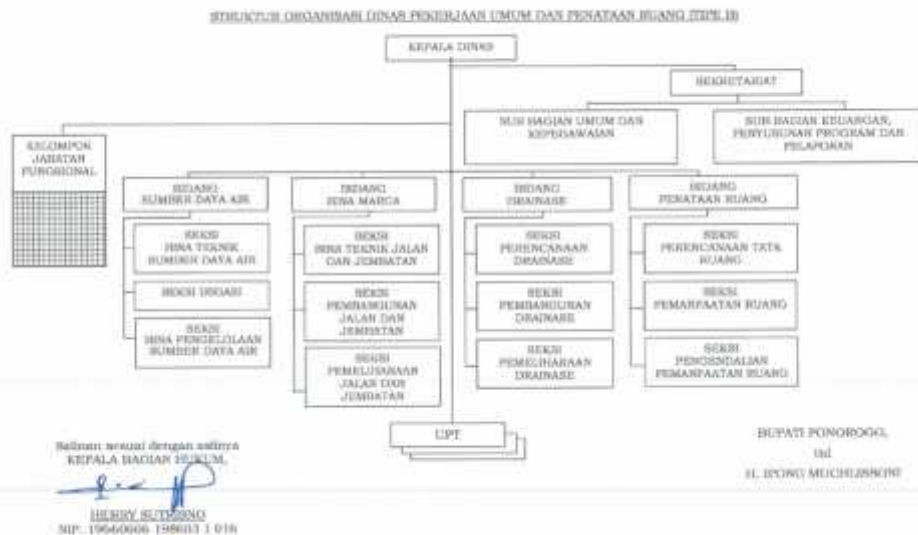 STRUKTUR ORGANISASI DINAS PEKERJAAN UMUM DAN PENATAAN RUANG (TIPE B)
KEPALA DINAS
SEKRETARIAT
SUB BAGIAN UMUM DAN
KEPEGAWAIAN
SUB BAGIAN KEUANGAN,
PENYUSUNAN PROGRAM DAN
PELAPORAN
KELOMPOK
JABATAN
FUNGSIONAL
BIDANG
SUMBER DAYA AIR
SEKSI
BINA TEKNIK
SUMBER DAYA AIR
SEKSI IRIGASI
SEKSI
BINA PENGELOLAAN
SUMBER DAYA AIR
BIDANG
BINA MARGA
SEKSI
BINA TEKNIK JALAN
DAN JEMBATAN
SEKSI
PEMBANGUNAN
JALAN DAN
JEMBATAN
SEKSI
PEMELIHARAAN
JALAN DAN
JEMBATAN
BIDANG
DRAINASE
SEKSI
PERENCANAAN
DRAINASE
SEKSI
PEMBANGUNAN
DRAINASE
SEKSI
PEMELIHARAAN
DRAINASE
BIDANG
PENATAAN RUANG
SEKSI
PERENCANAAN TATA
RUANG
SEKSI
PEMANFAATAN RUANG
SEKSI
PENGENDALIAN
PEMANFAATAN RUANG
UPT
Salinan sesuai dengan aslinya
KEPALA BAGIAN HUKUM,
HERRY SUTRISNO
NIP.
BUPATI PONOROGO,
ttd
H. IPONG MUCHLISSONI